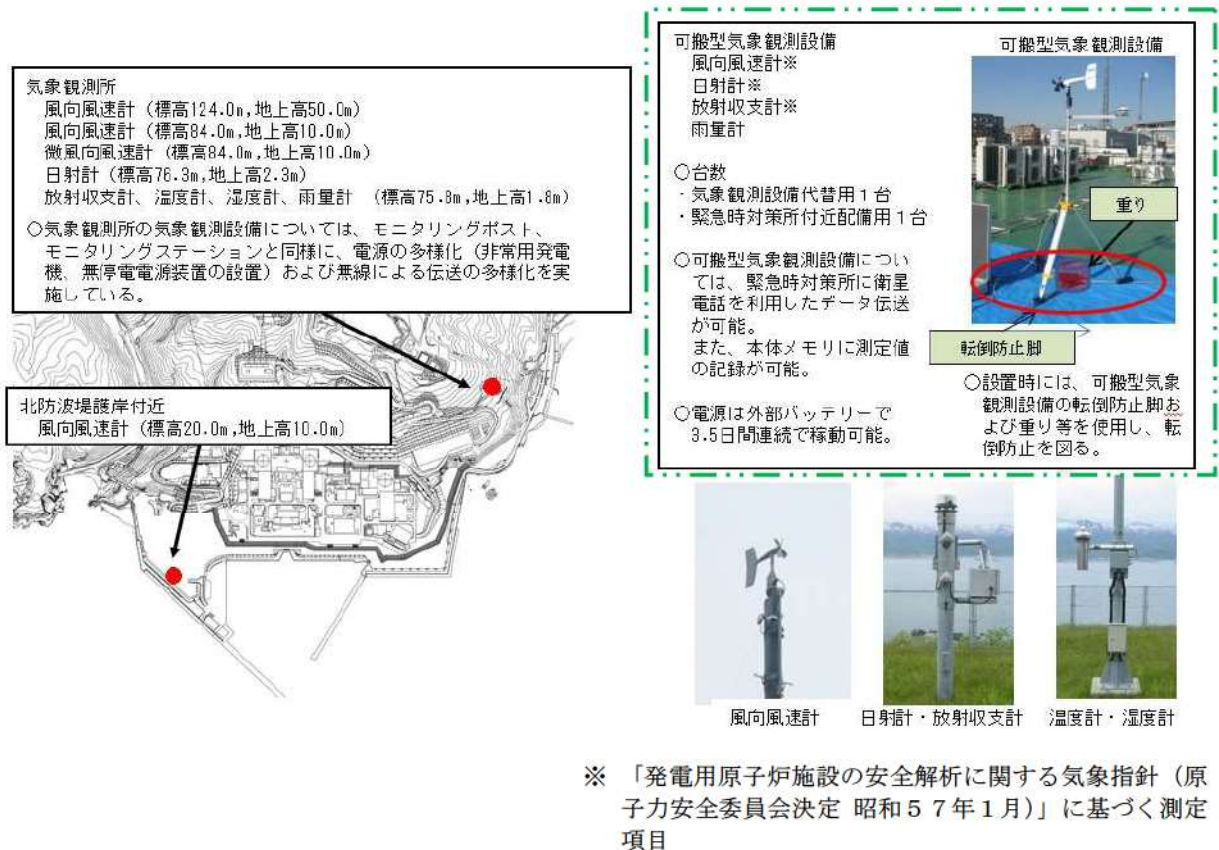 気象観測所
風向風速計（標高124.0m,地上高50.0m）
風向風速計（標高84.0m,地上高10.0m）
微風向風速計（標高84.0m,地上高10.0m）
日射計（標高76.3m,地上高2.3m）
放射収支計、温度計、湿度計、雨量計　（標高75.8m,地上高1.8m）
○気象観測所の気象観測設備については、モニタリングポスト、
モニタリングステーションと同様に、電源の多様化（非常用発電
機、無停電電源装置の設置）および無線による伝送の多様化を実
施している。
北防波堤護岸付近
風向風速計（標高20.0m,地上高10.0m）
可搬型気象観測設備
風向風速計※
日射計※
放射収支計※
雨量計
○台数
・気象観測設備代替用１台
・緊急時対策所付近配備用１台
○可搬型気象観測設備につい
ては、緊急時対策所に衛星
電話を利用したデータ伝送
が可能。
また、本体メモリに測定値
の記録が可能。
○電源は外部バッテリーで
3.5日間連続で稼動可能。
可搬型気象観測設備
重り
転倒防止脚
○設置時には、可搬型気象
観測設備の転倒防止脚お
よび重り等を使用し、転
倒防止を図る。
風向風速計
日射計・放射収支計
温度計・湿度計
※　「発電用原子炉施設の安全解析に関する気象指針（原
子力安全委員会決定 昭和５７年１月）」に基づく測定
項目